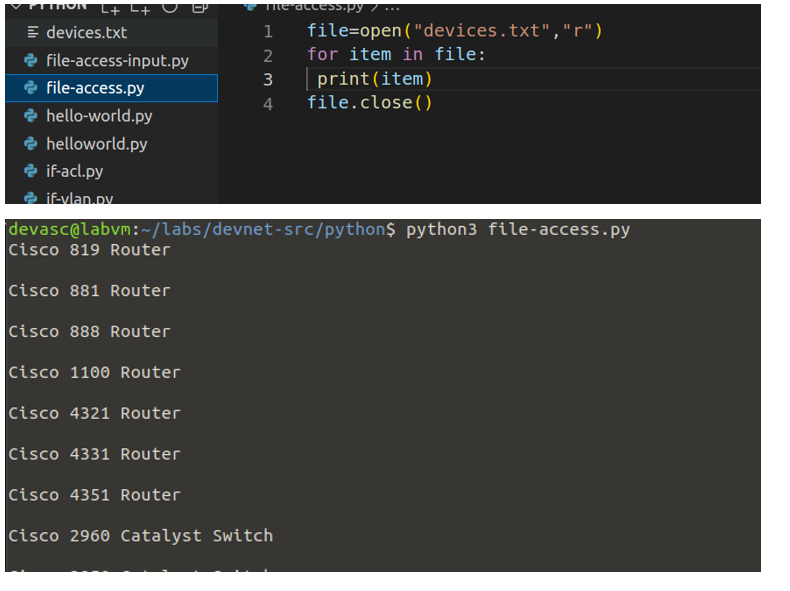 PYTHON
file-access.py > ...
devices.txt
file-access-input.py
file-access.py
hello-world.py
helloworld.py
if-acl.py
if-vlan.py
1 file=open("devices.txt","r")
2 for item in file:
3 print(item)
4 file.close()
devasc@labvm:~/labs/devnet-src/python$ python3 file-access.py
Cisco 819 Router
Cisco 881 Router
Cisco 888 Router
Cisco 1100 Router
Cisco 4321 Router
Cisco 4331 Router
Cisco 4351 Router
Cisco 2960 Catalyst Switch